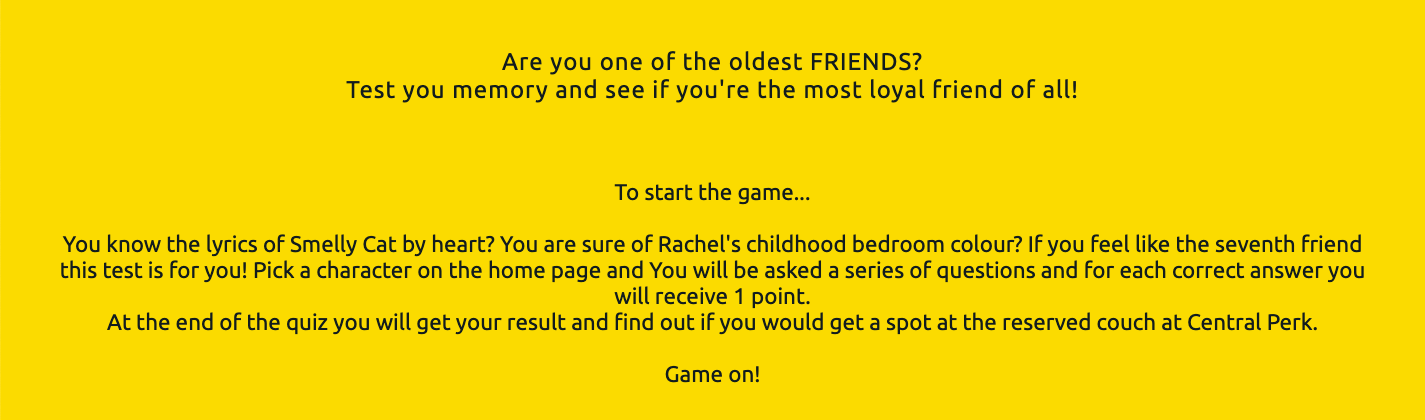 Are you one of the oldest FRIENDS?
Test you memory and see if you're the most loyal friend of all!
To start the game...
You know the lyrics of Smelly Cat by heart? You are sure of Rachel's childhood bedroom colour? If you feel like the seventh friend
this test is for you! Pick a character on the home page and You will be asked a series of questions and for each correct answer you
will receive 1 point.
At the end of the quiz you will get your result and find out if you would get a spot at the reserved couch at Central Perk.
Game on!